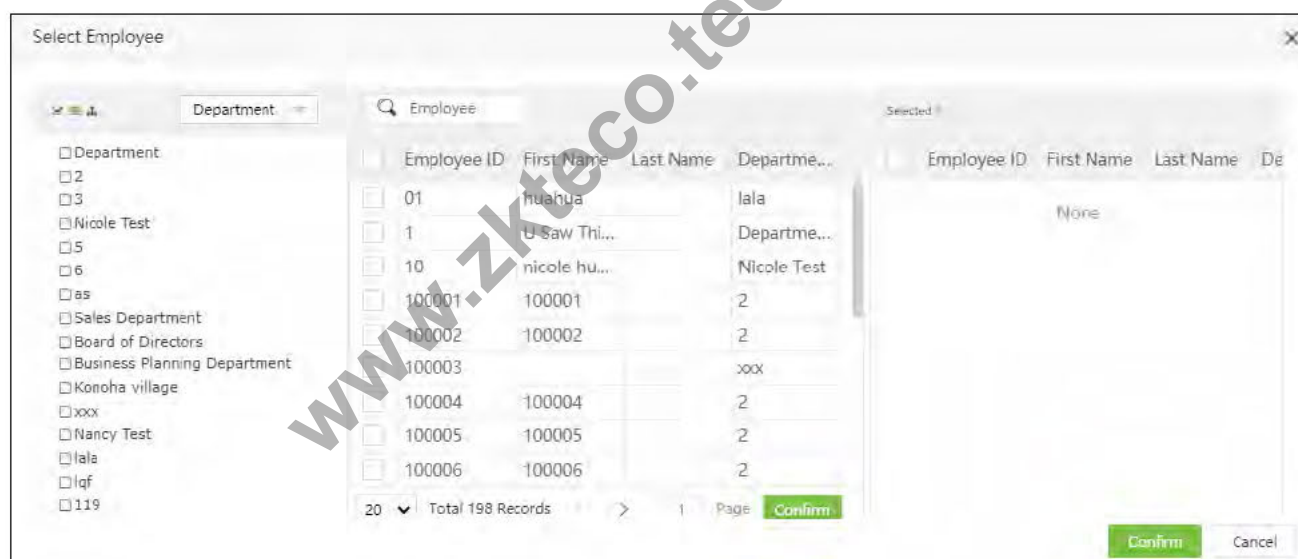 Select Employee
Department
Employee
Selected
Department
2
3
Nicole Test
5
6
as
Sales Department
Board of Directors
Business Planning Department
Konoha village
xxx
Nancy Test
lala
lqf
119
Employee ID First Name Last Name Departme...
01 huahua lala
1 U Saw Thi... Departme...
10 nicole hu... Nicole Test
100001 100001 2
100002 100002 2
100003 xxx
100004 100004 2
100005 100005 2
100006 100006 2
20 Total 198 Records > 1 Page Confirm
Employee ID First Name Last Name De
None
Confirm Cancel
www.zkteco.tec